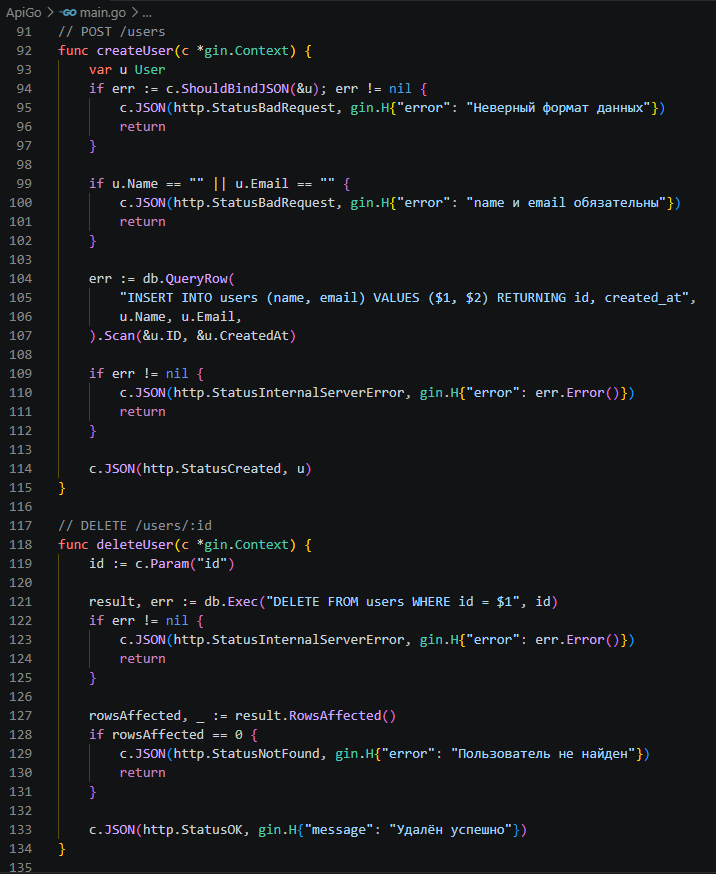 ApiGo > GO main.go > ...
91 // POST /users
92 func createUser(c *gin.Context) {
93     var u User
94     if err := c.ShouldBindJSON(&u); err != nil {
95         c.JSON(http.StatusBadRequest, gin.H{"error": "Неверный формат данных"})
96         return
97     }
98
99     if u.Name == "" || u.Email == "" {
100         c.JSON(http.StatusBadRequest, gin.H{"error": "name и email обязательны"})
101         return
102     }
103
104     err := db.QueryRow(
105         "INSERT INTO users (name, email) VALUES ($1, $2) RETURNING id, created_at",
106         u.Name, u.Email,
107     ).Scan(&u.ID, &u.CreatedAt)
108
109     if err != nil {
110         c.JSON(http.StatusInternalServerError, gin.H{"error": err.Error()})
111         return
112     }
113
114     c.JSON(http.StatusCreated, u)
115 }
116
117 // DELETE /users/:id
118 func deleteUser(c *gin.Context) {
119     id := c.Param("id")
120
121     result, err := db.Exec("DELETE FROM users WHERE id = $1", id)
122     if err != nil {
123         c.JSON(http.StatusInternalServerError, gin.H{"error": err.Error()})
124         return
125     }
126
127     rowsAffected, _ := result.RowsAffected()
128     if rowsAffected == 0 {
129         c.JSON(http.StatusNotFound, gin.H{"error": "Пользователь не найден"})
130         return
131     }
132
133     c.JSON(http.StatusOK, gin.H{"message": "Удалён успешно"})
134 }
135